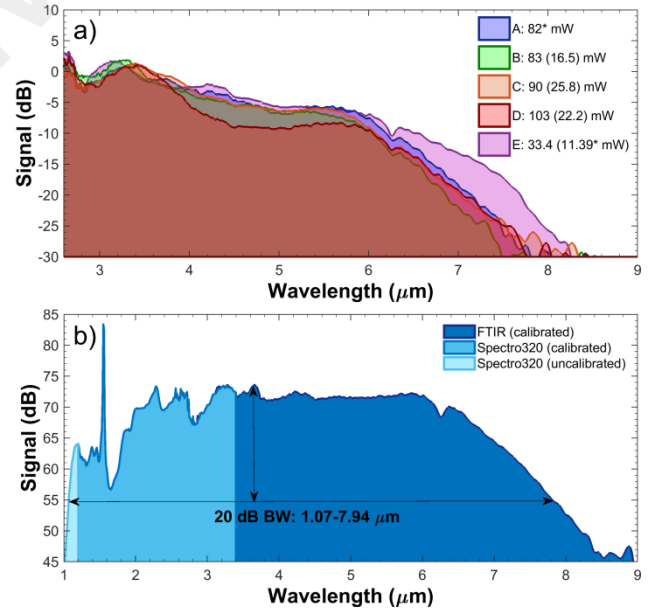 a)
Signal (dB)
10
5
0
-5
-10
-15
-20
-25
-30
A: 82* mW
B: 83 (16.5) mW
C: 90 (25.8) mW
D: 103 (22.2) mW
E: 33.4 (11.39* mW)
3 4 5 6 7 8 9
Wavelength (μm)
b)
Signal (dB)
85
80
75
70
65
60
55
50
45
FTIR (calibrated)
Spectro320 (calibrated)
Spectro320 (uncalibrated)
20 dB BW: 1.07-7.94 μm
1 2 3 4 5 6 7 8 9
Wavelength (μm)